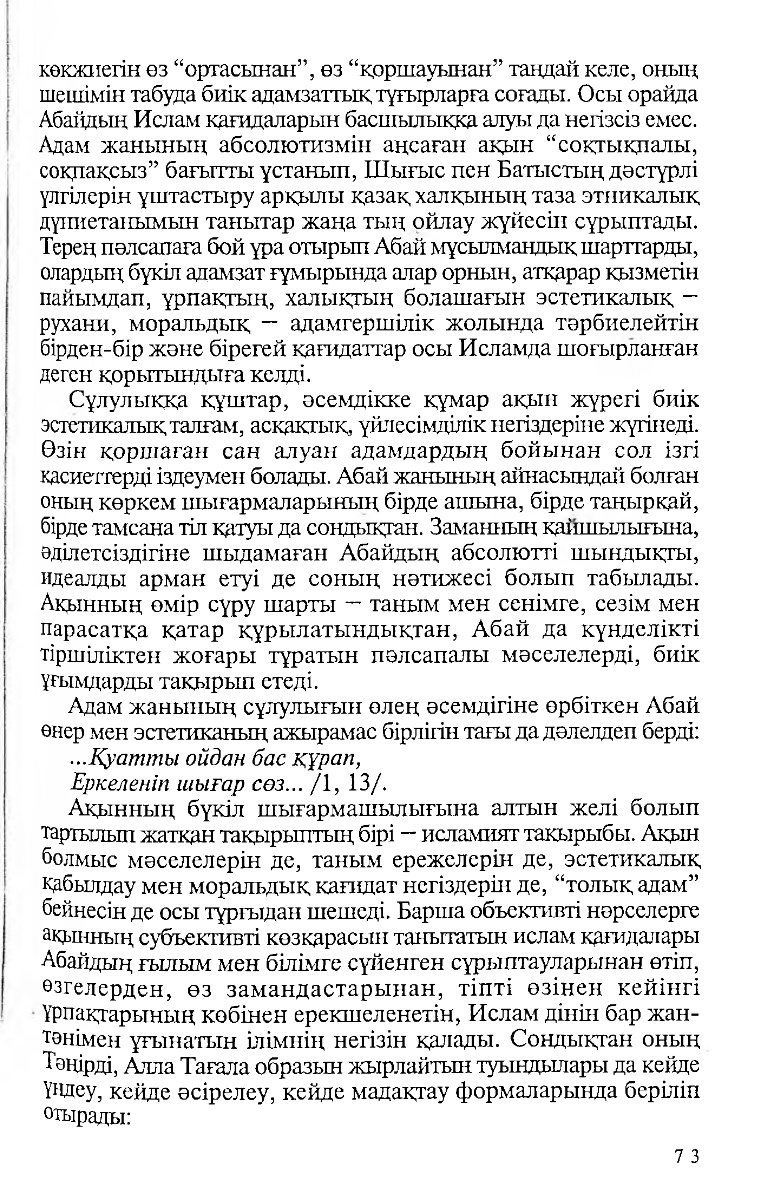 көкжиегін өз “ортасынан”, өз “қоршауынан” таңдай келе, оның
шешімін табуда биік адамзаттық тұғырларға соғады. Осы орайда
Абайдың Ислам қағидаларын басшылыққа алуы да негізсіз емес.
Адам жанының абсолютизмін аңсаған ақын “соқтықпалы,
соқпақсыз” бағытты ұстанып, Шығыс пен Батыстың дәстүрлі
үлгілерін ұштастыру арқылы қазақ халқының таза этникалық
дүниетанымын танытар жаңа тың ойлау жүйесін сұрыптады.
Терең пәлсапаға бой ұра отырып Абай мұсылмандық шарттарды,
олардың бүкіл адамзат ғұмырында алар орнын, атқарар қызметін
пайымдап, ұрпақтың, халықтың болашағын эстетикалық —
рухани, моральдық — адамгершілік жолында тәрбиелейтін
бірден-бір және бірегей қағидаттар осы Исламда шоғырланған
деген қорытындыға келді.
Сұлулыққа құштар, әсемдікке құмар ақын жүрегі биік
эстетикалық талғам, асқақтық, үйлесімділік негіздеріне жүгінеді.
Өзін қоршаған сан алуан адамдардың бойынан сол ізгі
қасиеттерді іздеумен болады. Абай жанының айнасындай болған
оның көркем шығармаларының бірде ашына, бірде таңырқай,
бірде тамсана тіл қатуы да сондықтан. Заманның қайшылығына,
әділетсіздігіне шыдамаған Абайдың абсолютті шындықты,
идеалды арман етуі де соның нәтижесі болып табылады.
Ақынның өмір сүру шарты — таным мен сенімге, сезім мен
парасатқа қатар құрылатындықтан, Абай да күнделікті
тіршіліктен жоғары тұратын пәлсапалы мәселелерді, биік
ұғымдарды тақырып етеді.
Адам жанының сұлулығын өлең әсемдігіне өрбіткен Абай
өнер мен эстетиканың ажырамас бірлігін тағы да дәлелдеп берді:
...Қуатты ойдан бас құрап,
Еркеленіп шығар сөз... /1, 13/.
Ақынның бүкіл шығармашылығына алтын желі болып
тартылып жатқан тақырыптың бірі — исламият тақырыбы. Ақын
болмыс мәселелерін де, таным ережелерін де, эстетикалық
қабылдау мен моральдық қағидат негіздерін де, “толық адам”
бейнесін де осы тұрғыдан шешеді. Барша объективті нәрселерге
ақынның субъективті көзқарасын танытатын ислам қағидалары
Абайдың ғылым мен білімге сүйенген сұрыптауларынан өтіп,
өзгелерден, өз замандастарынан, тіпті өзінен кейінгі
ұрпақтарының көбінен ерекшеленетін, Ислам дінін бар жан-
тәнімен ұғынатын ілімнің негізін қалады. Сондықтан оның
Тәңірді, Алла Тағала образын жырлайтын туындылары да кейде
үндеу, кейде әсірелеу, кейде мадақтау формаларында беріліп
отырады:
7 3